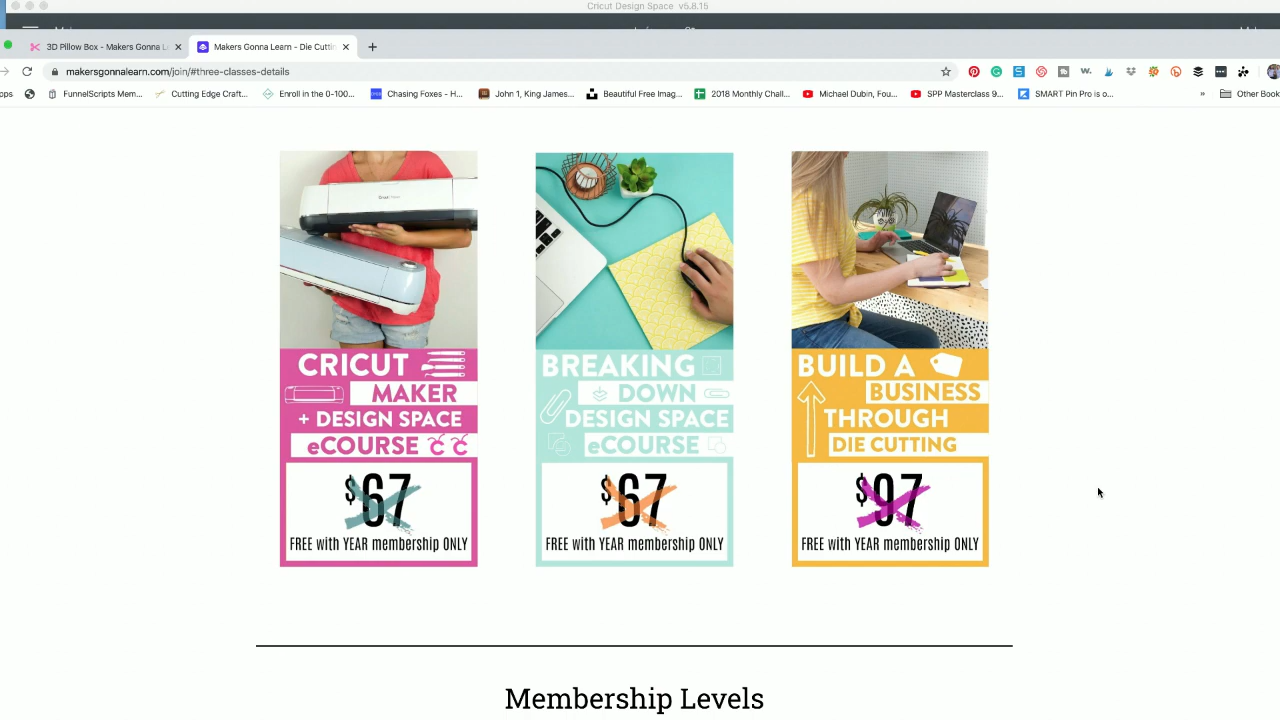 Cricut Design Space v5.8.15
3D Pillow Box - Makers Gonna L
Makers Gonna Learn - Die Cuttin
makersgonnalearn.com/join/#three-classes-details
pps
FunnelScripts Mem...
Cutting Edge Craft...
Enroll in the 0-100...
Chasing Foxes - H...
John 1, King James...
Beautiful Free Imag...
2018 Monthly Chall...
Michael Dubin, Fou...
SPP Masterclass 9...
SMART Pin Pro is o...
Other Book
CRICUT
MAKER
+ DESIGN SPACE
eCOURSE
$67
FREE with YEAR membership ONLY
BREAKING
DOWN
DESIGN SPACE
eCOURSE
$67
FREE with YEAR membership ONLY
BUILD A
BUSINESS
THROUGH
DIE CUTTING
$97
FREE with YEAR membership ONLY
Membership Levels